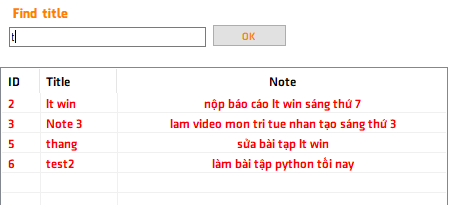 Find title
t
OK
ID Title Note
2 lt win nộp báo cáo lt win sáng thứ 7
3 Note 3 lam video mon tri tue nhan tạo sáng thứ 3
5 thang sửa bài tạp lt win
6 test2 làm bài tập python tối nay